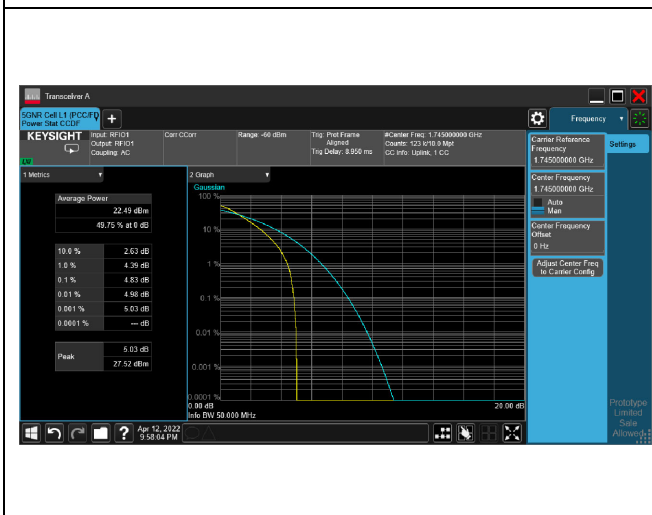 Transceiver A
5GNR Cell L1 (PCC/FD
Power Stat CCDF
+
Frequency
KEYSIGHT
LW
Input: RFIO1
Output: RFIO1
Coupling: AC
Corr CCorr
Range: -60 dBm
Trig: Prot Frame
Aligned
Trig Delay: 8.950 ms
#Center Freq: 1.745000000 GHz
Counts: 123 k/10.0 Mpt
CC Info: Uplink, 1 CC
1 Metrics
Average Power
22.49 dBm
49.75 % at 0 dB
10.0 % 2.63 dB
1.0 % 4.39 dB
0.1 % 4.83 dB
0.01 % 4.98 dB
0.001 % 5.03 dB
0.0001 % --- dB
Peak
5.03 dB
27.52 dBm
2 Graph
Gaussian
100 %
10 %
1 %
0.1 %
0.01 %
0.001 %
0.0001 %
0.00 dB 20.00 dB
Info BW 50.000 MHz
Carrier Reference
Frequency
1.745000000 GHz
Center Frequency
1.745000000 GHz
Auto
Man
Center Frequency
Offset
0 Hz
Adjust Center Freq
to Carrier Config
Settings
Prototype
Limited
Sale
Allowed
?
Apr 12, 2022
9:58:04 PM